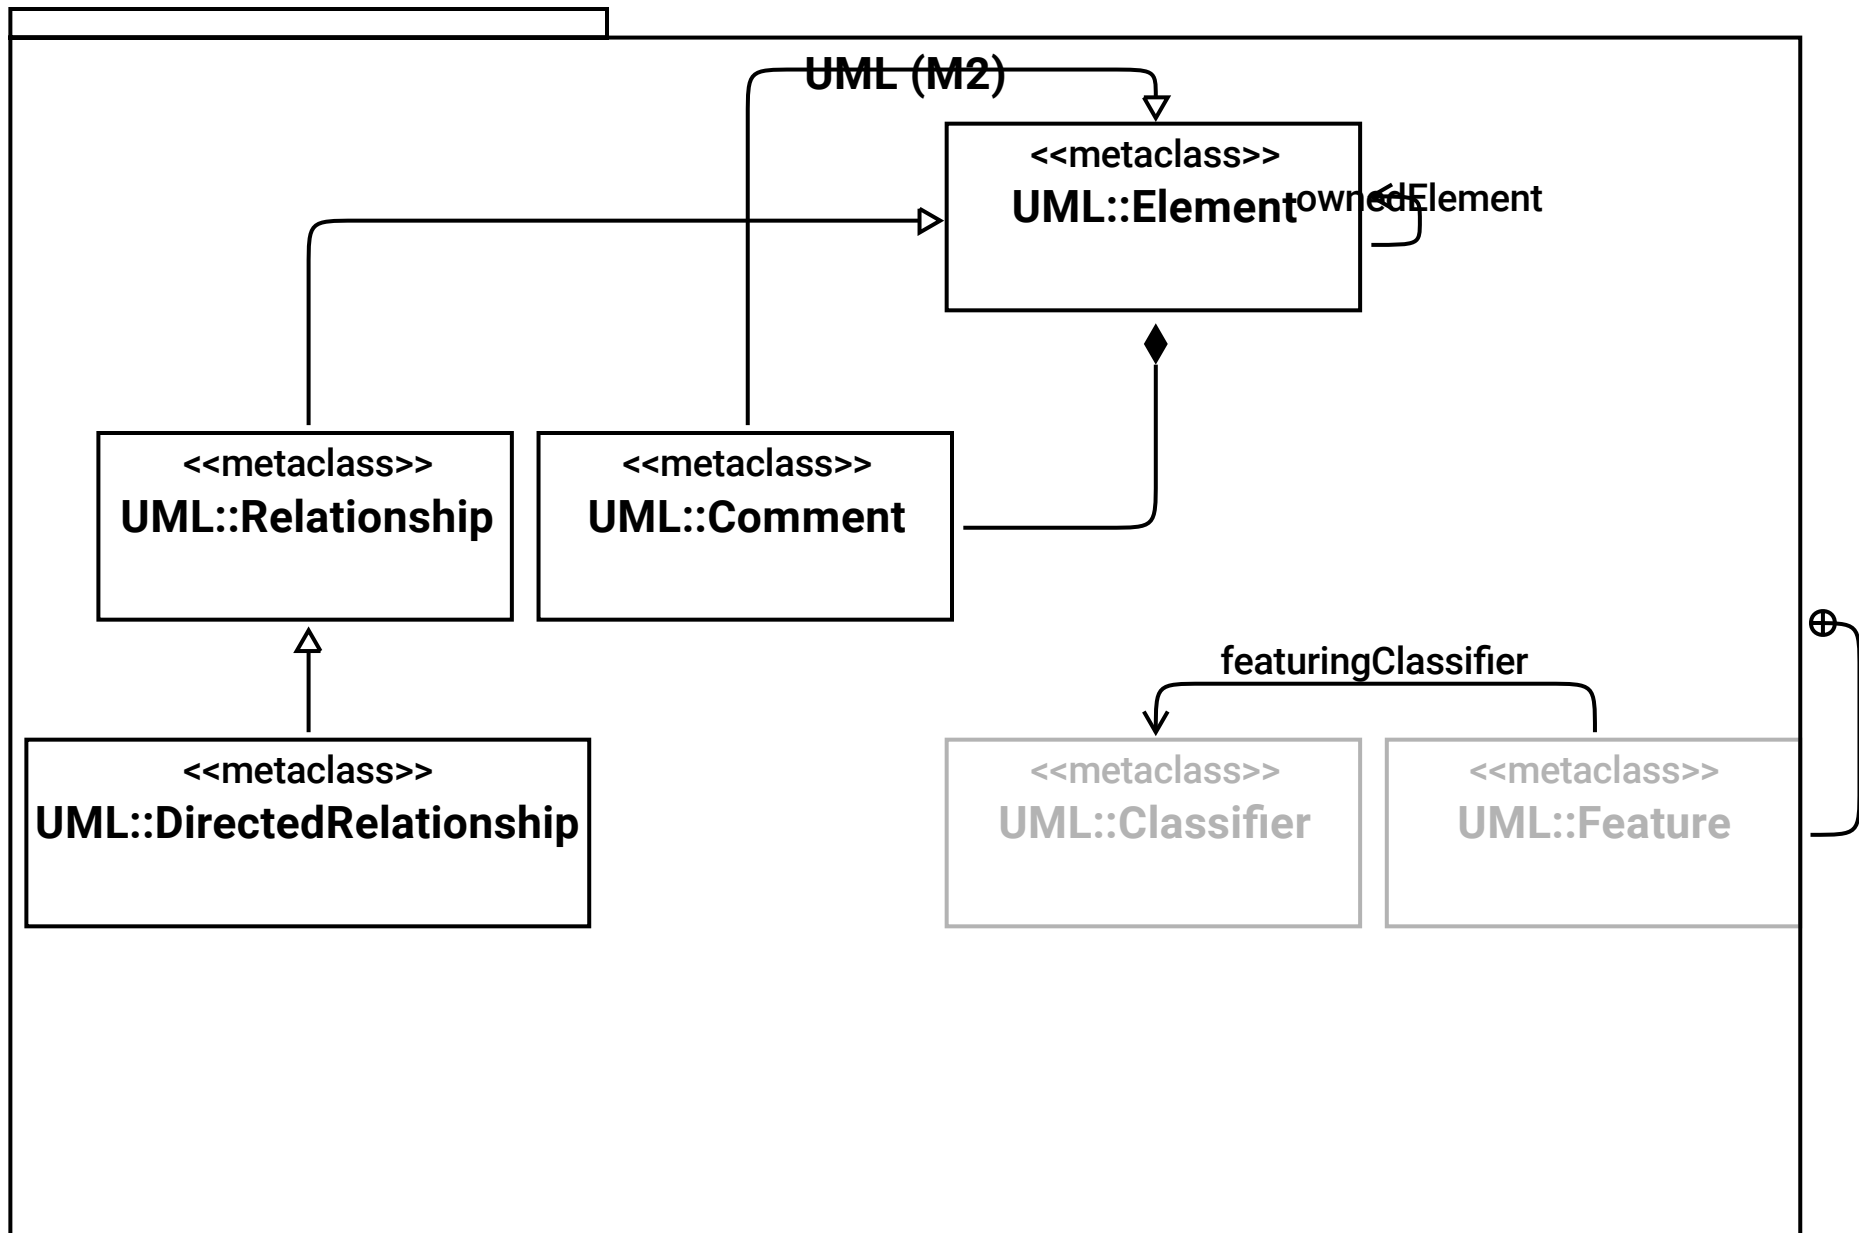 UML (M2)
<<metaclass>>
UML::Element
ownedElement
<<metaclass>>
UML::Relationship
<<metaclass>>
UML::Comment
featuringClassifier
<<metaclass>>
UML::DirectedRelationship
<<metaclass>>
UML::Classifier
<<metaclass>>
UML::Feature